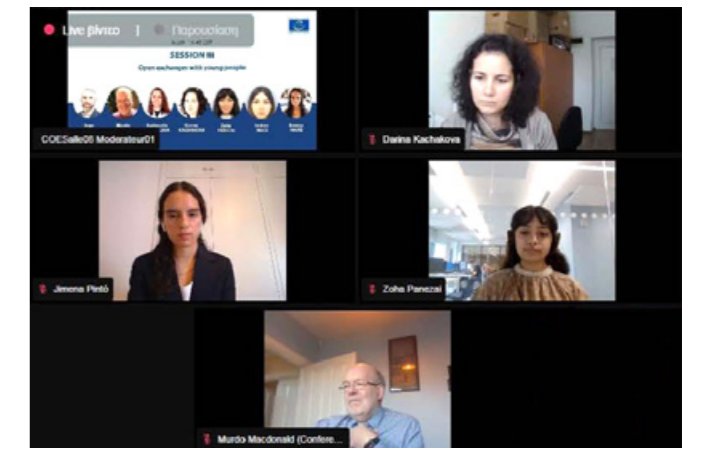 Live βίντεο | Παρουσίαση
SESSION III
Open exchanges with young people
COESalle08 Moderateur01
Darina Kachakova
Jimena Pintó
Zoha Panezai
Murdo Macdonald (Confere...